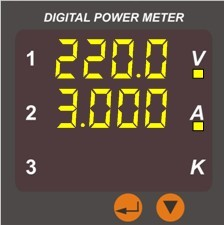 DIGITAL POWER METER
1 220.0 V
2 3.000 A
3 K